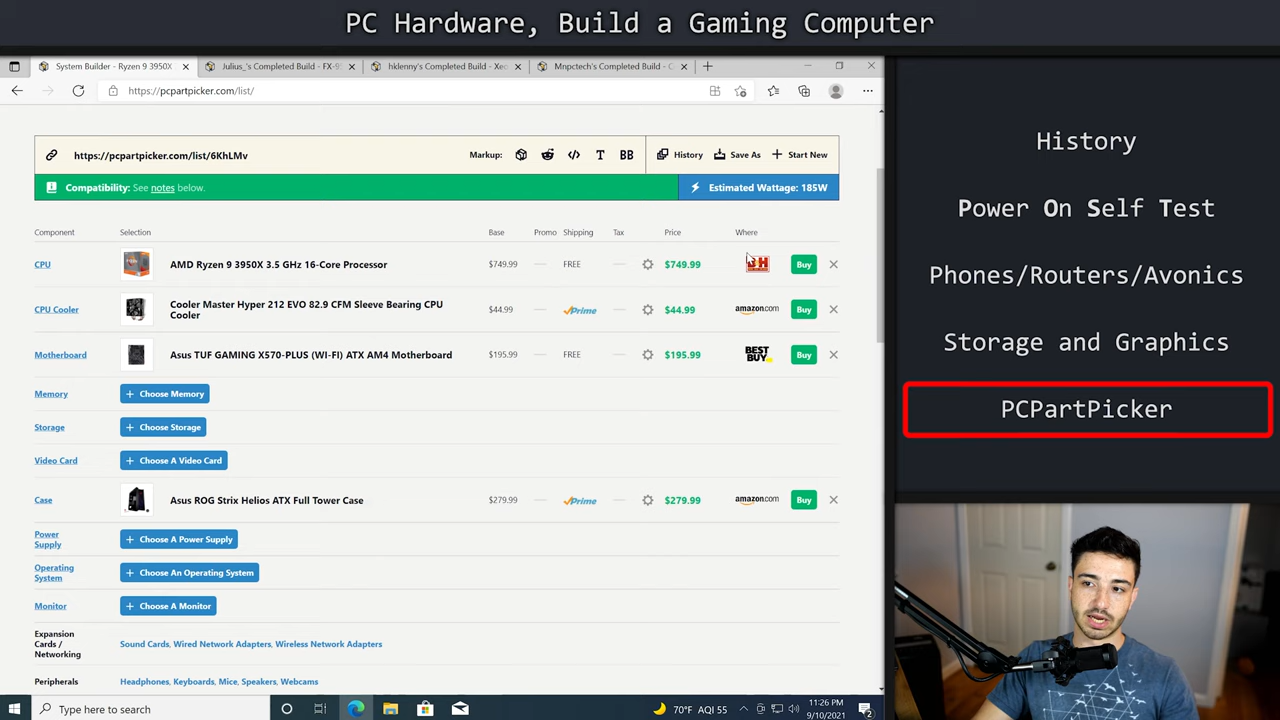 PC Hardware, Build a Gaming Computer
System Builder - Ryzen 9 3950X
Julius_'s Completed Build - FX-9
hklenny's Completed Build - Xeo
Mnpctech's Completed Build - C
https://pcpartpicker.com/list/
https://pcpartpicker.com/list/6KhLMv
Markup:
BB
History
Save As
Start New
Compatibility: See notes below.
Estimated Wattage: 185W
Component Selection Base Promo Shipping Tax Price Where
CPU AMD Ryzen 9 3950X 3.5 GHz 16-Core Processor $749.99 — FREE — $749.99 B&H Buy
CPU Cooler Cooler Master Hyper 212 EVO 82.9 CFM Sleeve Bearing CPU
Cooler $44.99 — Prime — $44.99 amazon.com Buy
Motherboard Asus TUF GAMING X570-PLUS (WI-FI) ATX AM4 Motherboard $195.99 — FREE — $195.99 BEST BUY Buy
Memory + Choose Memory
Storage + Choose Storage
Video Card + Choose A Video Card
Case Asus ROG Strix Helios ATX Full Tower Case $279.99 — Prime — $279.99 amazon.com Buy
Power
Supply + Choose A Power Supply
Operating
System + Choose An Operating System
Monitor + Choose A Monitor
Expansion
Cards /
Networking
Sound Cards, Wired Network Adapters, Wireless Network Adapters
Peripherals Headphones, Keyboards, Mice, Speakers, Webcams
Type here to search
70°F AQI 55
11:26 PM
9/10/2021
2
History
Power On Self Test
Phones/Routers/Avonics
Storage and Graphics
PCPartPicker